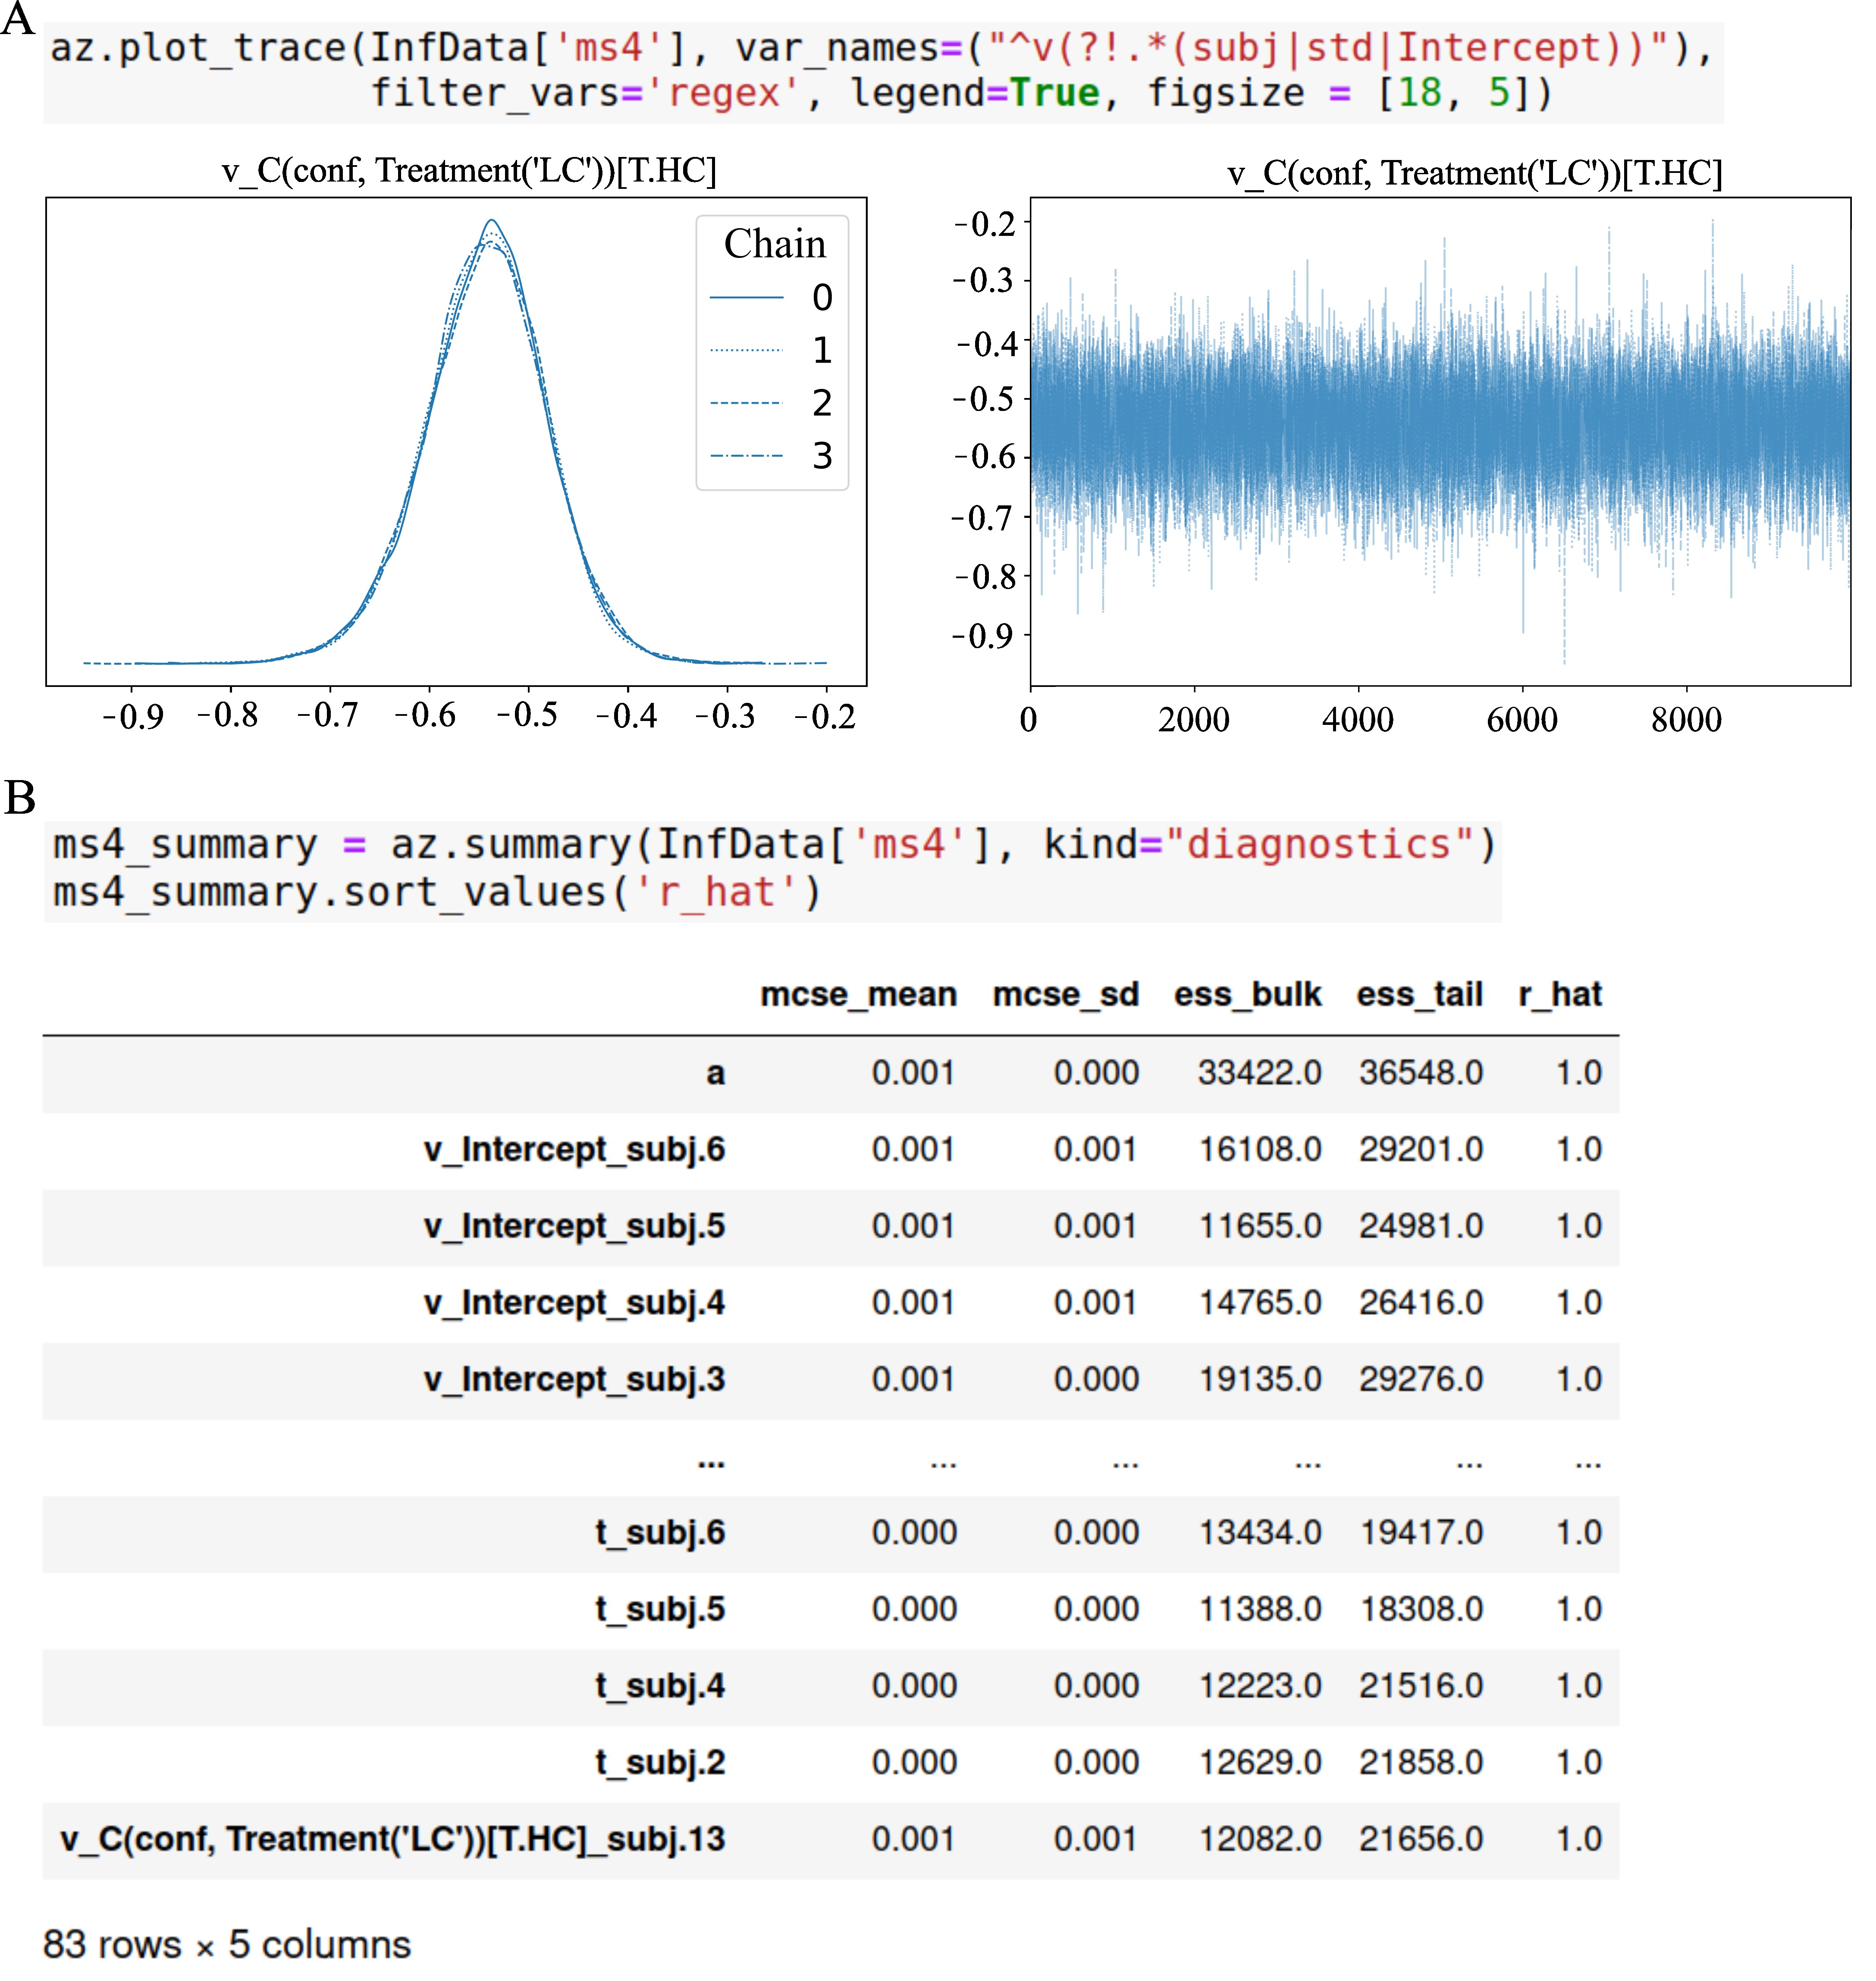 A
az.plot_trace(InfData['ms4'], var_names=("^v(?!.*(subj|std|Intercept))"),
filter_vars='regex', legend=True, figsize = [18, 5])
v_C(conf, Treatment('LC'))[T.HC]
Chain
0
1
2
3
-0.9 -0.8 -0.7 -0.6 -0.5 -0.4 -0.3 -0.2
v_C(conf, Treatment('LC'))[T.HC]
-0.2
-0.3
-0.4
-0.5
-0.6
-0.7
-0.8
-0.9
0 2000 4000 6000 8000
B
ms4_summary = az.summary(InfData['ms4'], kind="diagnostics")
ms4_summary.sort_values('r_hat')
mcse_mean mcse_sd ess_bulk ess_tail r_hat
a 0.001 0.000 33422.0 36548.0 1.0
v_Intercept_subj.6 0.001 0.001 16108.0 29201.0 1.0
v_Intercept_subj.5 0.001 0.001 11655.0 24981.0 1.0
v_Intercept_subj.4 0.001 0.001 14765.0 26416.0 1.0
v_Intercept_subj.3 0.001 0.000 19135.0 29276.0 1.0
... ... ... ... ... ...
t_subj.6 0.000 0.000 13434.0 19417.0 1.0
t_subj.5 0.000 0.000 11388.0 18308.0 1.0
t_subj.4 0.000 0.000 12223.0 21516.0 1.0
t_subj.2 0.000 0.000 12629.0 21858.0 1.0
v_C(conf, Treatment('LC'))[T.HC]_subj.13 0.001 0.001 12082.0 21656.0 1.0
83 rows × 5 columns